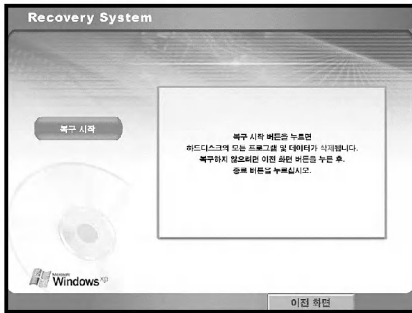 Recovery System
복구 시작
복구 시작 버튼을 누르면
하드디스크의 모든 프로그램 및 데이터가 삭제됩니다.
복구하지 않으려면 이전 화면 버튼을 누른 후,
종료 버튼을 누르십시오.
Microsoft
Windows xp
이전 화면